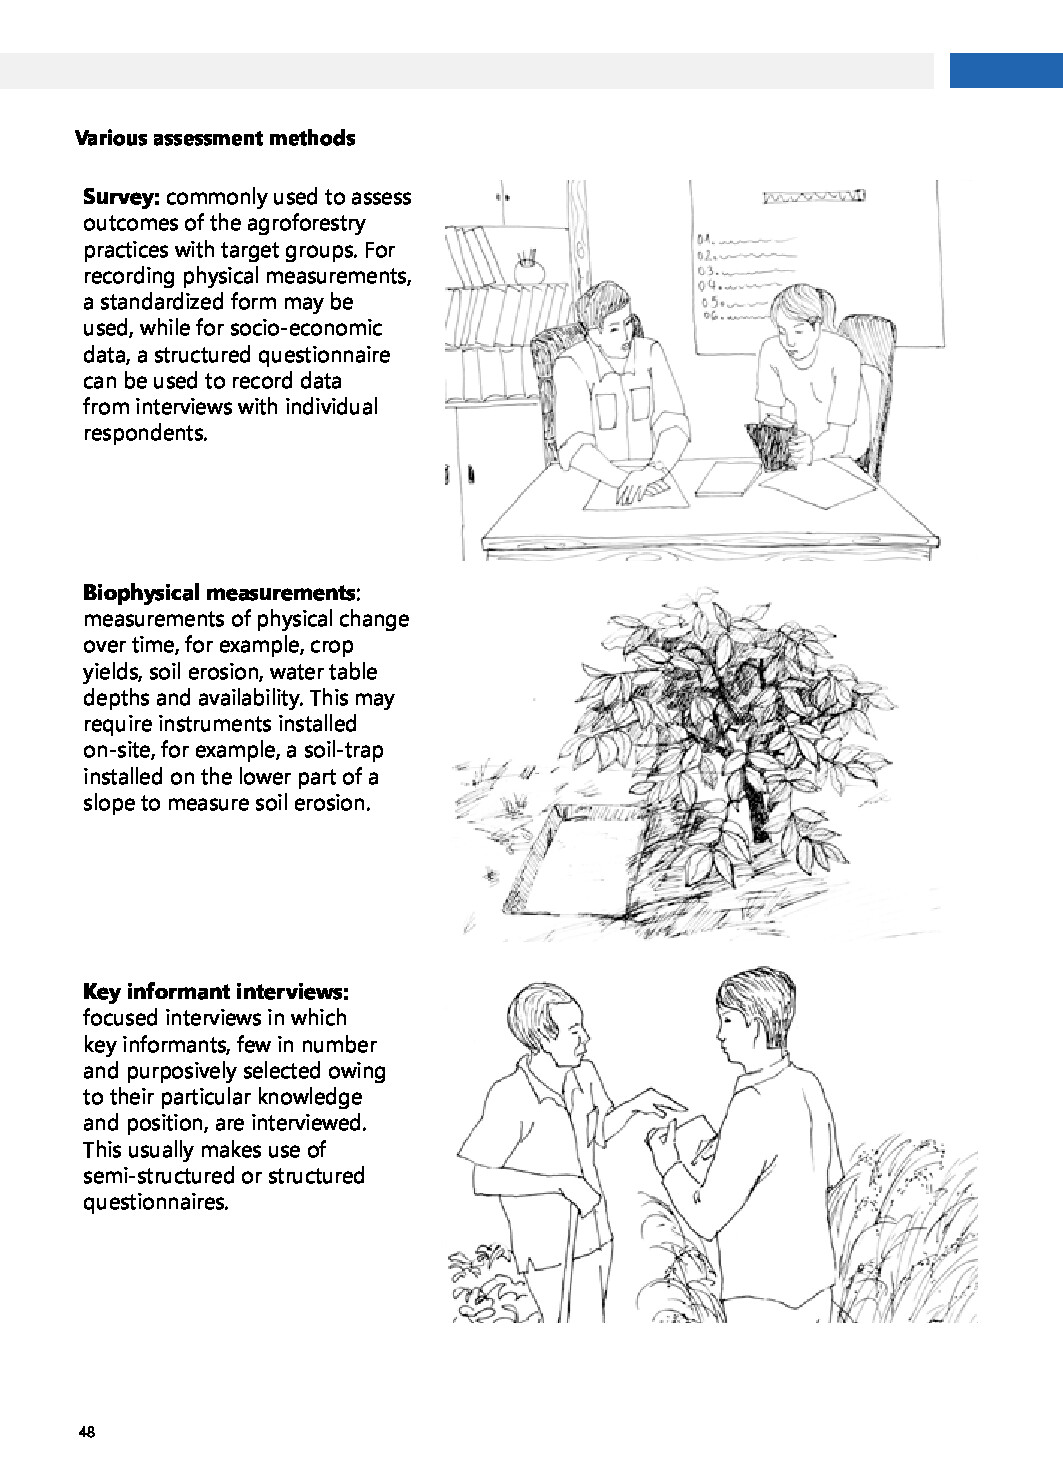 Various assessment methods
Survey: commonly used to assess
outcomes of the agroforestry
practices with target groups. For
recording physical measurements,
a standardized form may be
used, while for socio-economic
data, a structured questionnaire
can be used to record data
from interviews with individual
respondents.
01.
02.
03.
04.
05.
06.
Biophysical measurements:
measurements of physical change
over time, for example, crop
yields, soil erosion, water table
depths and availability. This may
require instruments installed
on-site, for example, a soil-trap
installed on the lower part of a
slope to measure soil erosion.
Key informant interviews:
focused interviews in which
key informants, few in number
and purposively selected owing
to their particular knowledge
and position, are interviewed.
This usually makes use of
semi-structured or structured
questionnaires.
48